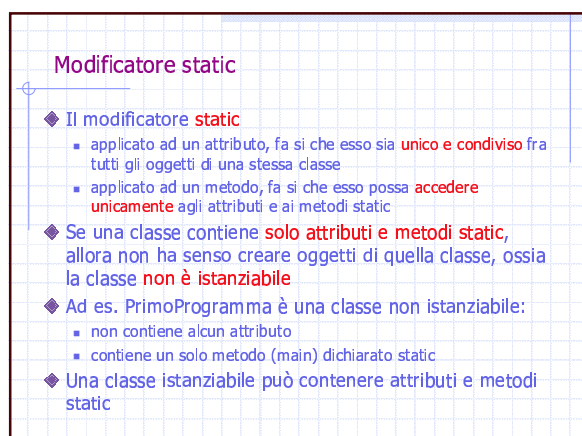 Modificatore static
Il modificatore static
applicato ad un attributo, fa si che esso sia unico e condiviso fra
tutti gli oggetti di una stessa classe
applicato ad un metodo, fa si che esso possa accedere
unicamente agli attributi e ai metodi static
Se una classe contiene solo attributi e metodi static,
allora non ha senso creare oggetti di quella classe, ossia
la classe non è istanziabile
Ad es. PrimoProgramma è una classe non istanziabile:
non contiene alcun attributo
contiene un solo metodo (main) dichiarato static
Una classe istanziabile può contenere attributi e metodi
static